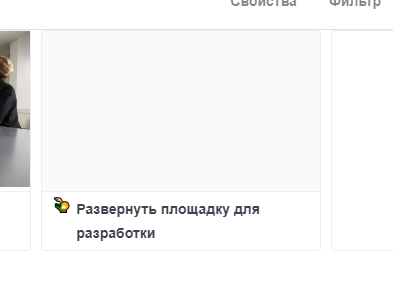 Свойства Фильтр
Развернуть площадку для
разработки